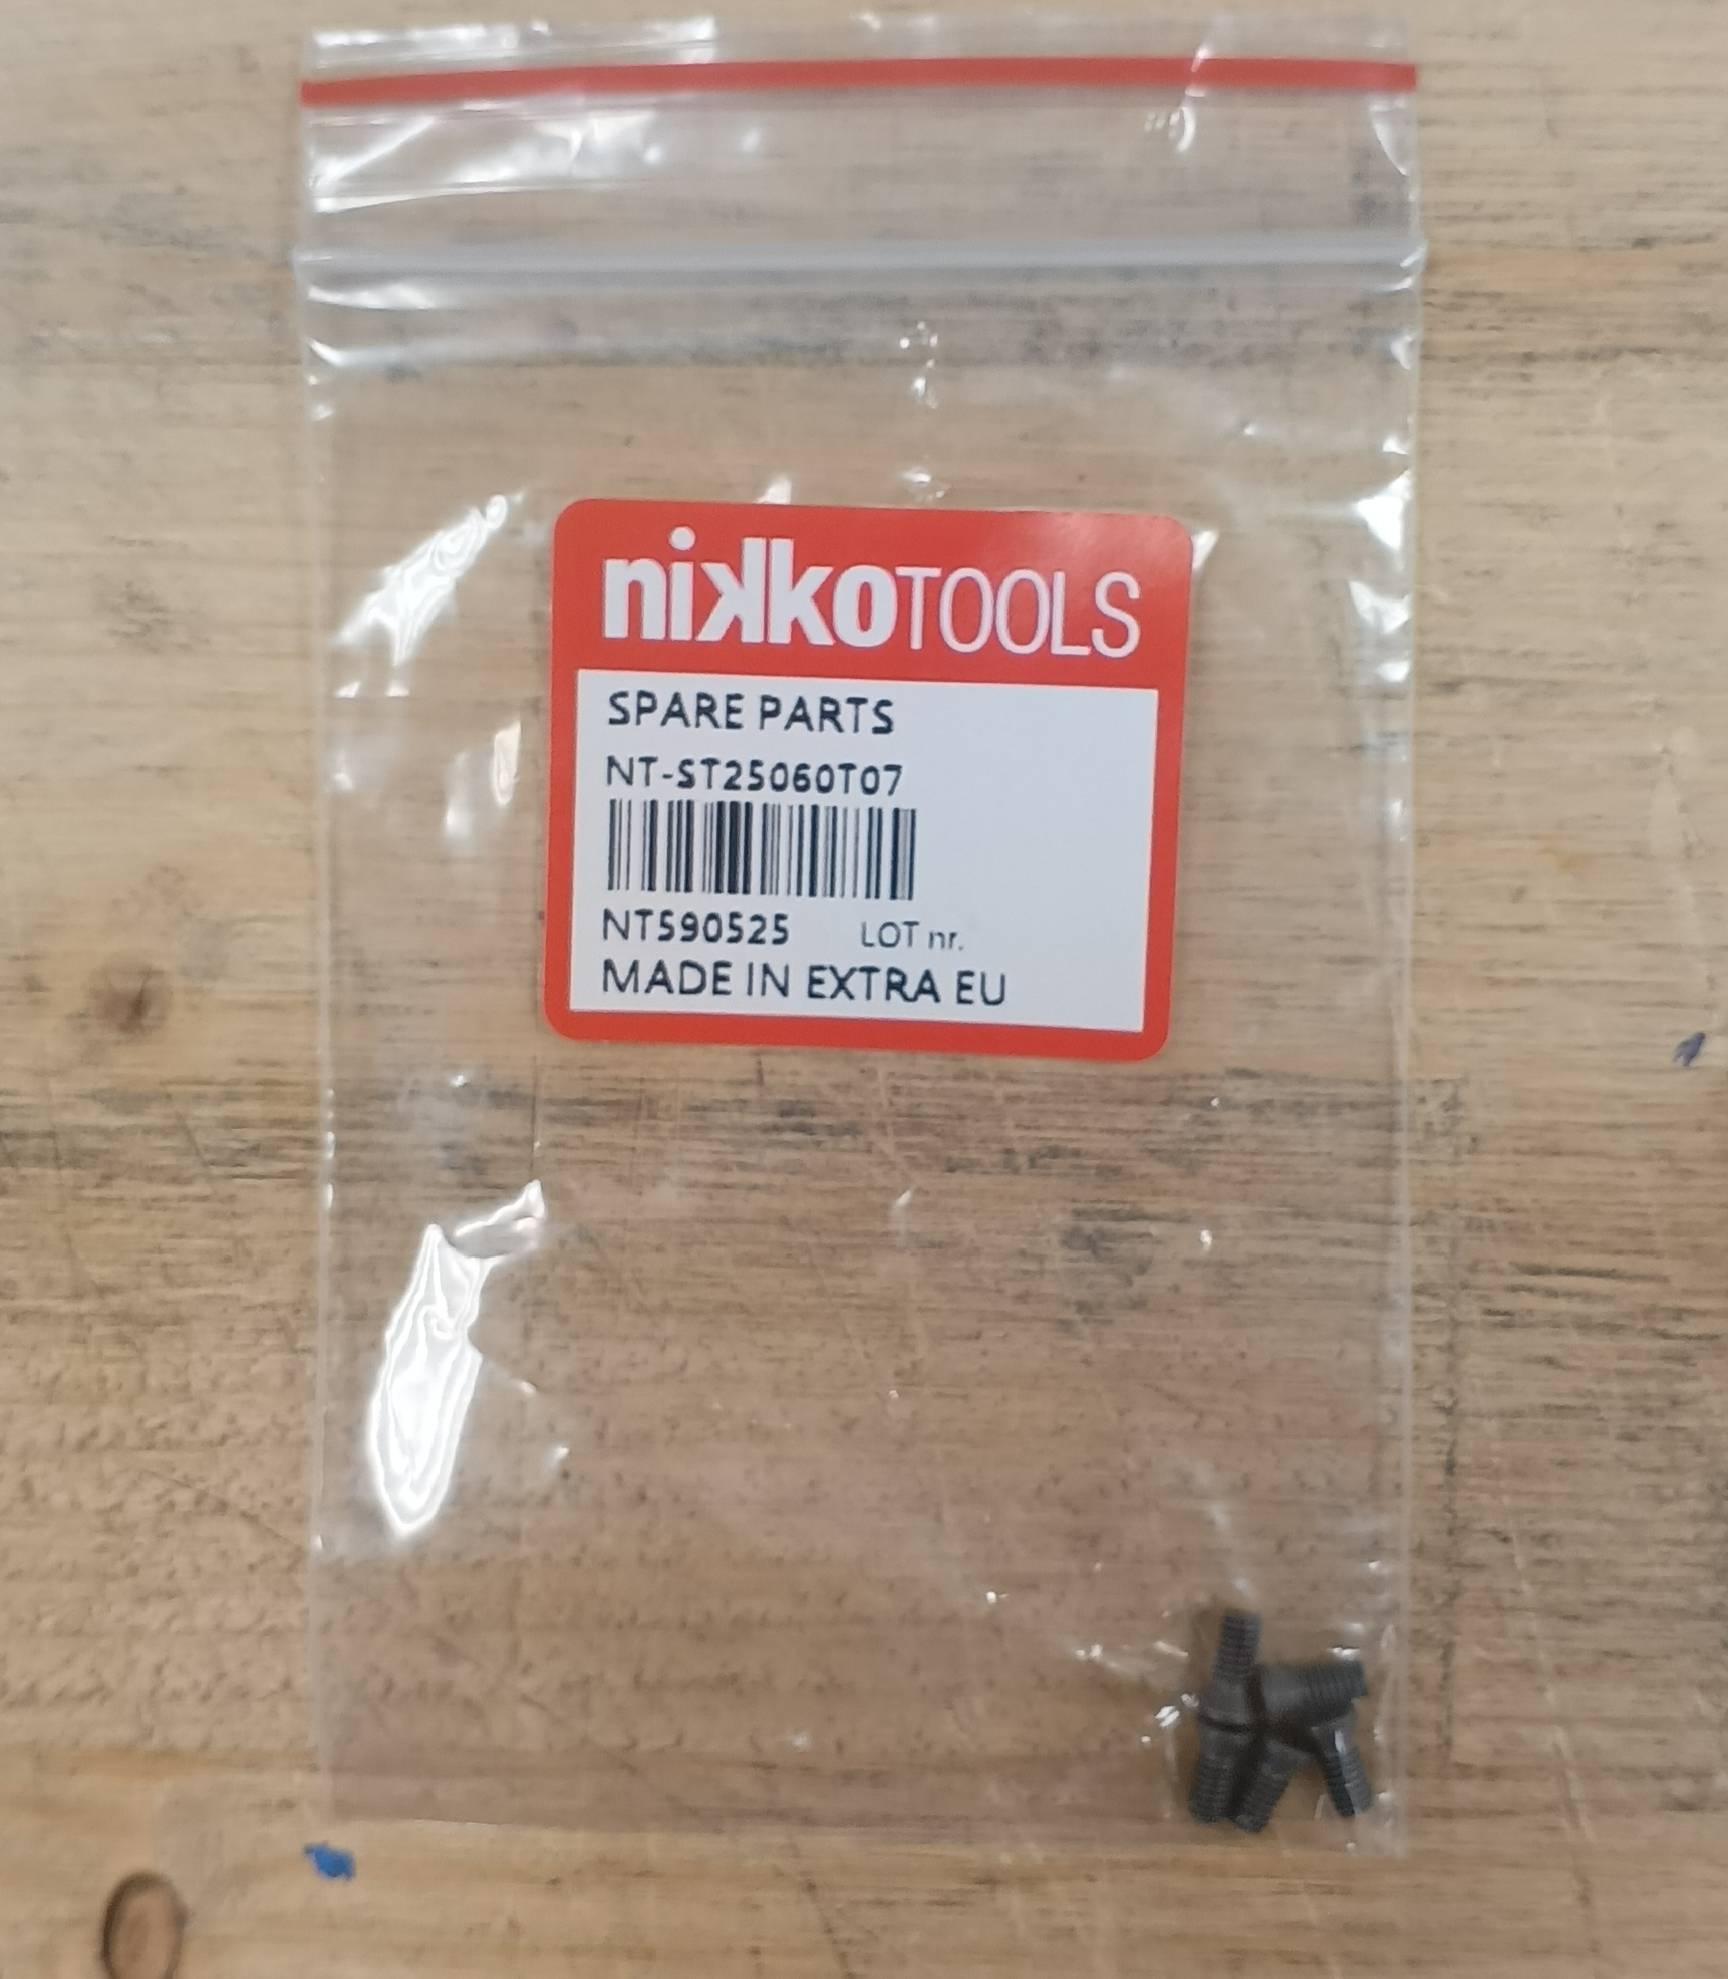 nikkoTOOLS
SPARE PARTS
NT-ST25060T07
NT590525 LOT nr.
MADE IN EXTRA EU